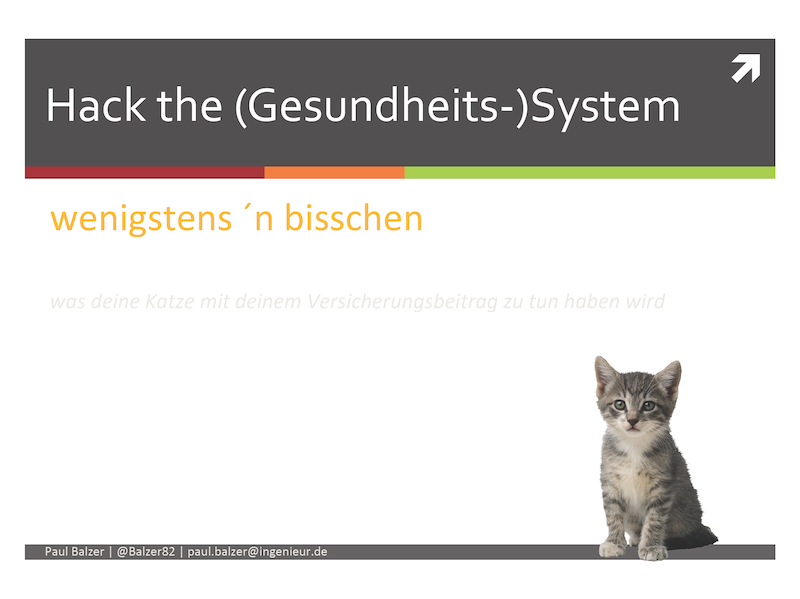 Hack the (Gesundheits-)System
wenigstens ´n bisschen
was deine Katze mit deinem Versicherungsbeitrag zu tun haben wird
Paul Balzer | @Balzer82 | paul.balzer@ingenieur.de